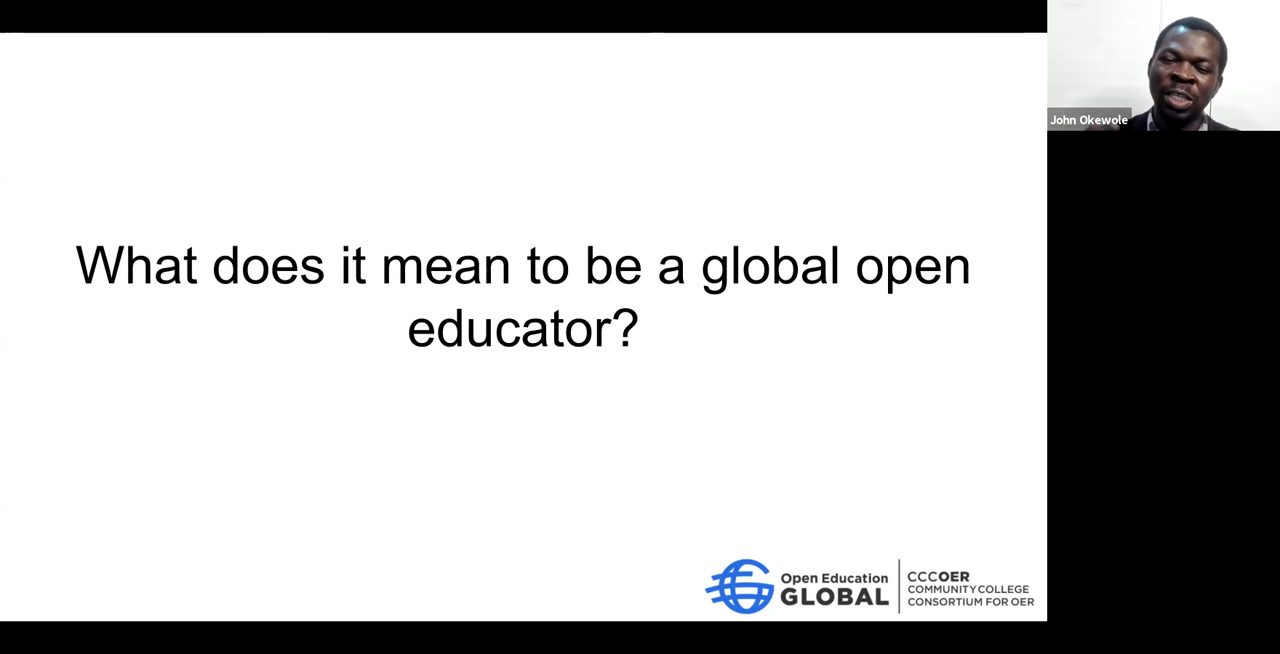 What does it mean to be a global open
educator?
John Okewole
Open Education
GLOBAL
CCCOER
COMMUNITY COLLEGE
CONSORTIUM FOR OER